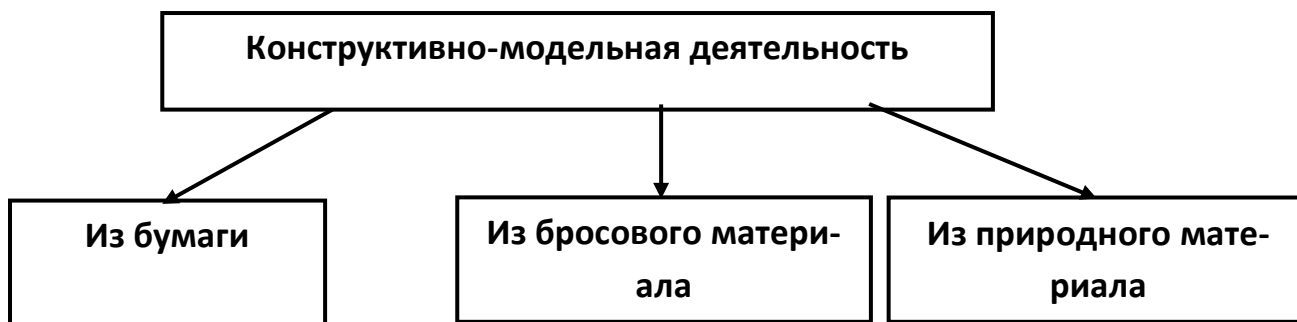 Конструктивно-модельная деятельность
Из бумаги
Из бросового матери-
ала
Из природного мате-
риала